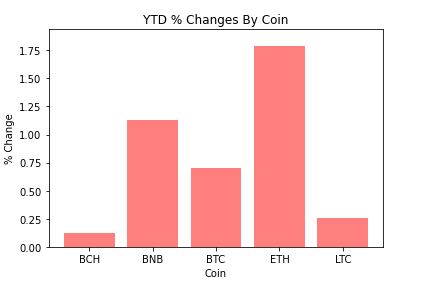 YTD % Changes By Coin
% Change
1.75
1.50
1.25
1.00
0.75
0.50
0.25
0.00
BCH BNB BTC ETH LTC
Coin